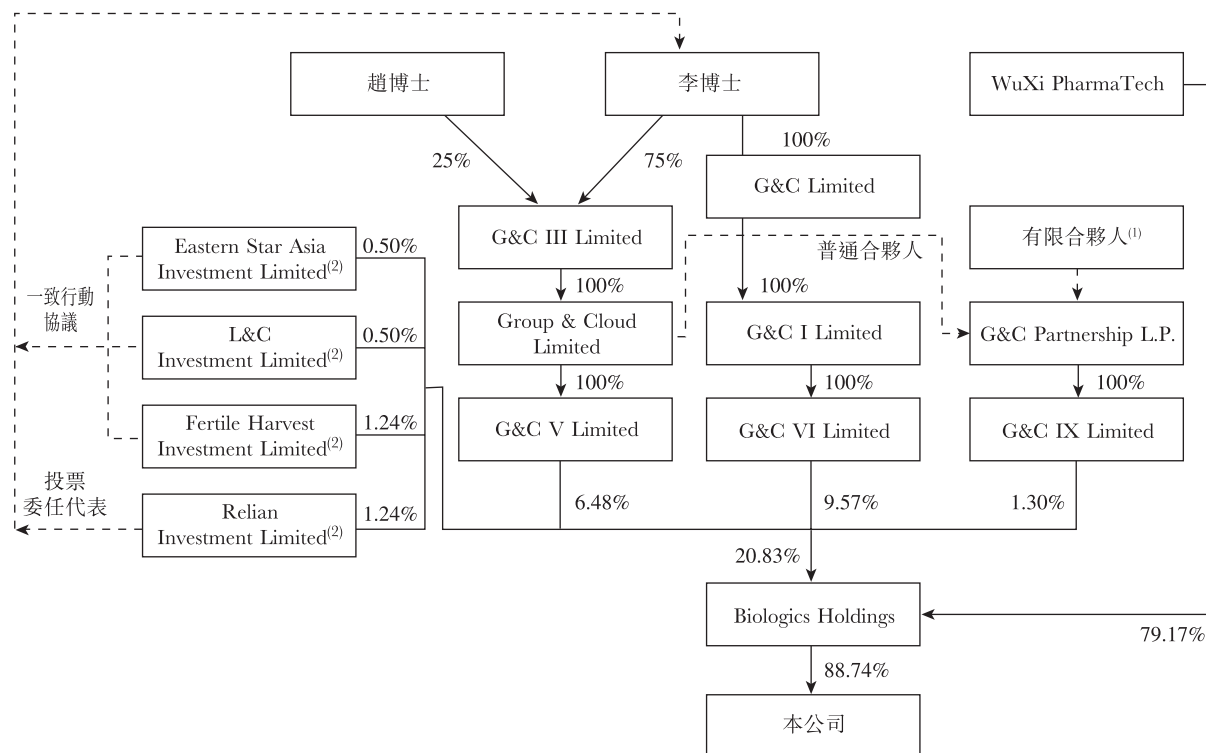 趙博士
李博士
WuXi PharmaTech
25%
75%
100%
G&C Limited
G&C III Limited
普通合夥人
有限合夥人(1)
Eastern Star Asia
Investment Limited(2)
0.50%
100%
100%
一致行動
協議
L&C
Investment Limited(2)
0.50%
Group & Cloud
Limited
G&C I Limited
G&C Partnership L.P.
100%
100%
100%
Fertile Harvest
Investment Limited(2)
1.24%
G&C V Limited
G&C VI Limited
G&C IX Limited
投票
委任代表
Relian
Investment Limited(2)
1.24%
6.48%
9.57%
1.30%
20.83%
Biologics Holdings
79.17%
88.74%
本公司